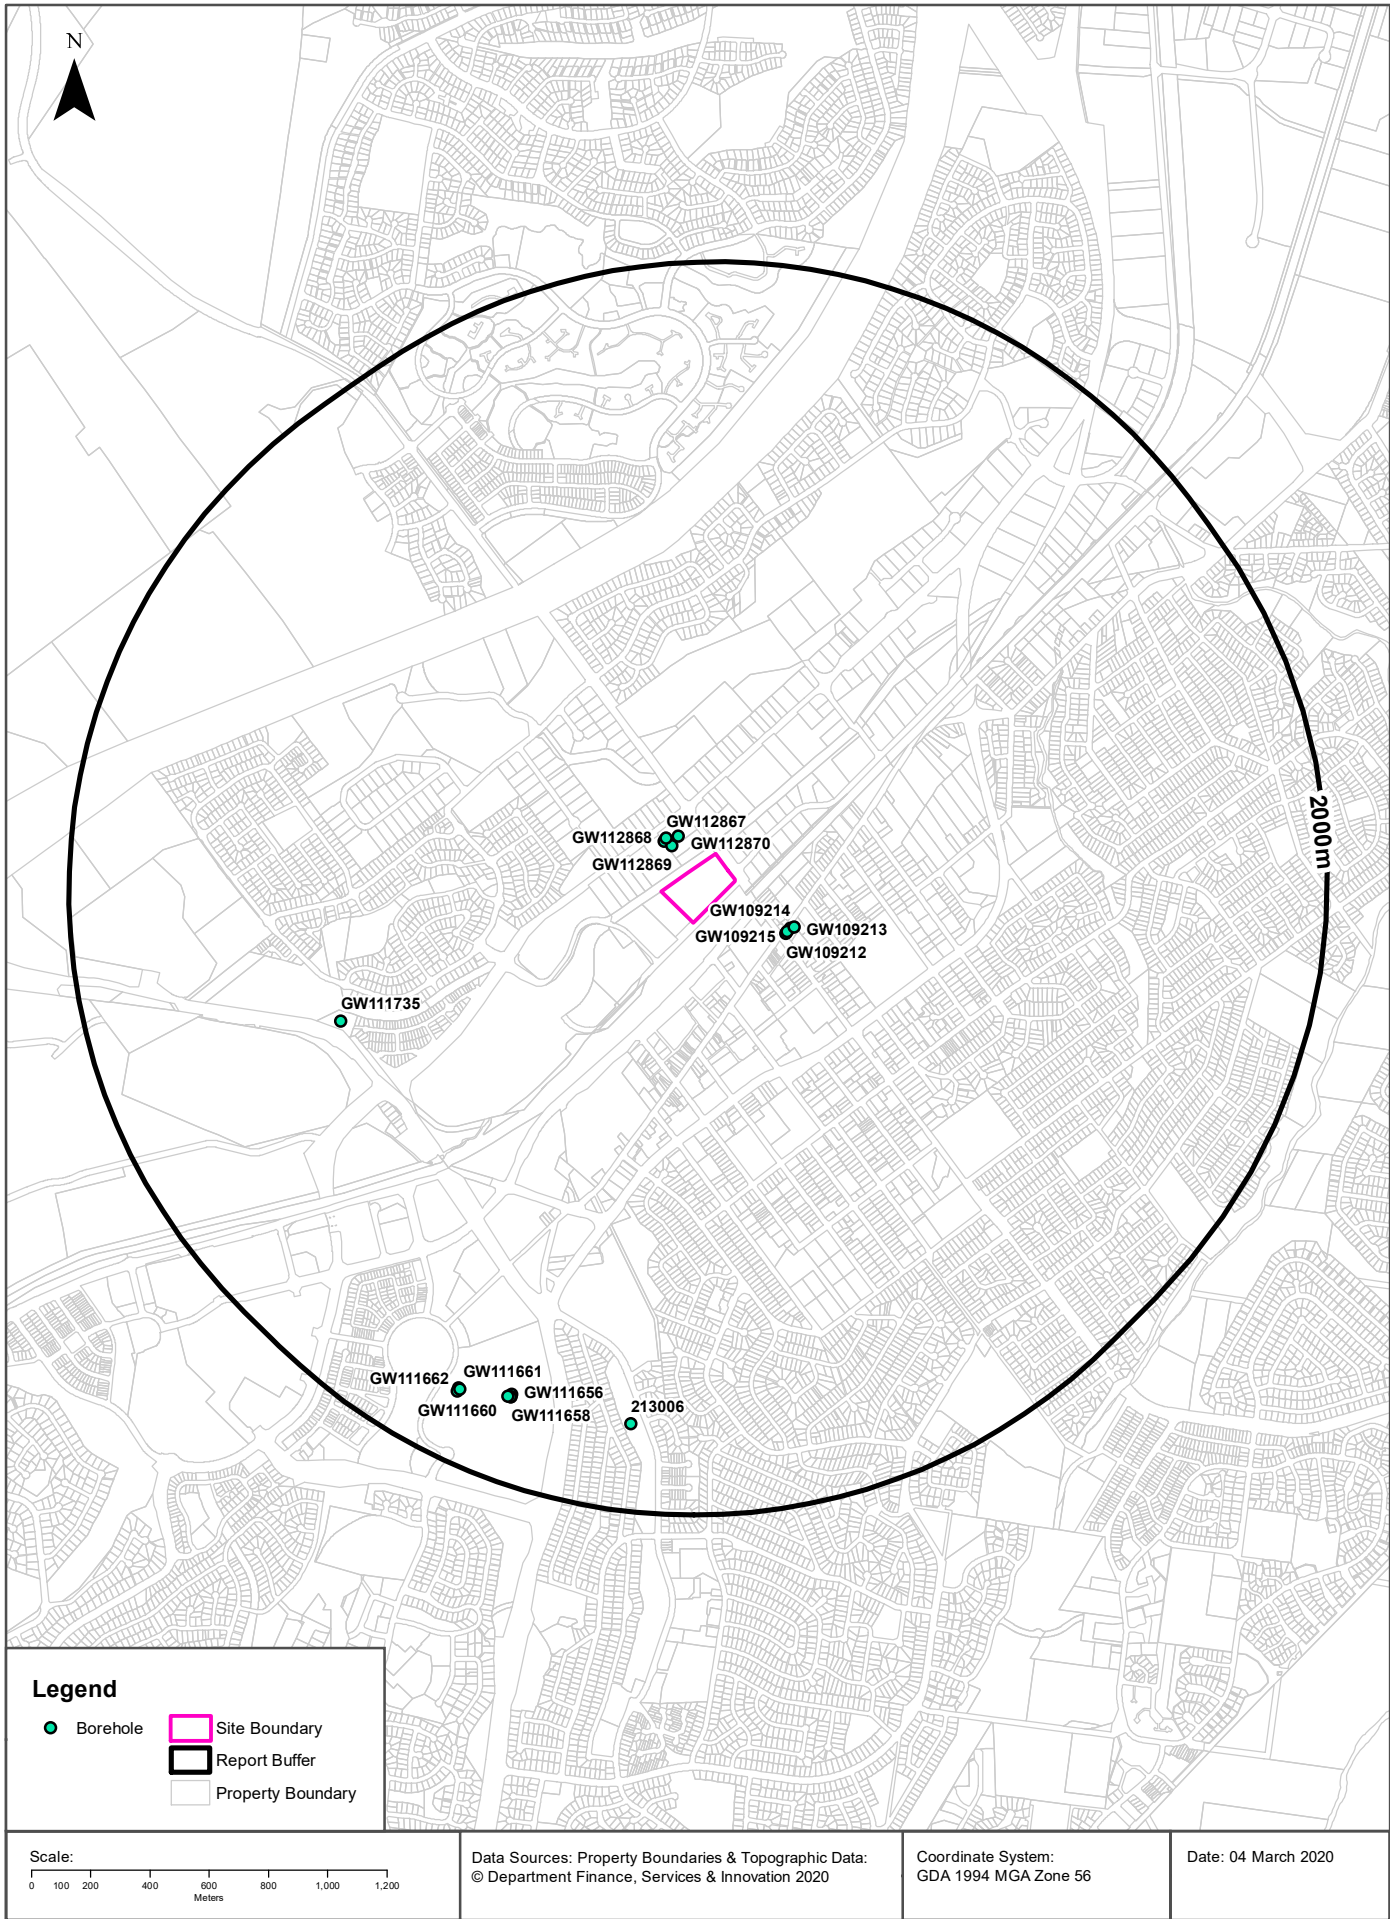 N
2000m
GW112867
GW112868
GW112870
GW112869
GW109214
GW109213
GW109215
GW109212
GW111735
GW111661
GW111662
GW111656
GW111660
GW111658
213006
Legend
Borehole
Site Boundary
Report Buffer
Property Boundary
Scale:
0 100 200 400 600 800 1,000 1,200
Meters
Data Sources: Property Boundaries & Topographic Data:
© Department Finance, Services & Innovation 2020
Coordinate System:
GDA 1994 MGA Zone 56
Date: 04 March 2020